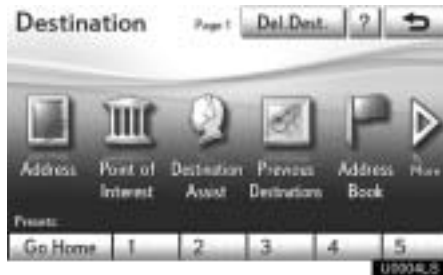 Destination Page 1 Del.Dest. ?
Address Point of Interest Destination Assist Previous Destinations Address Book More
Presets
Go Home 1 2 3 4 5
U0004LS